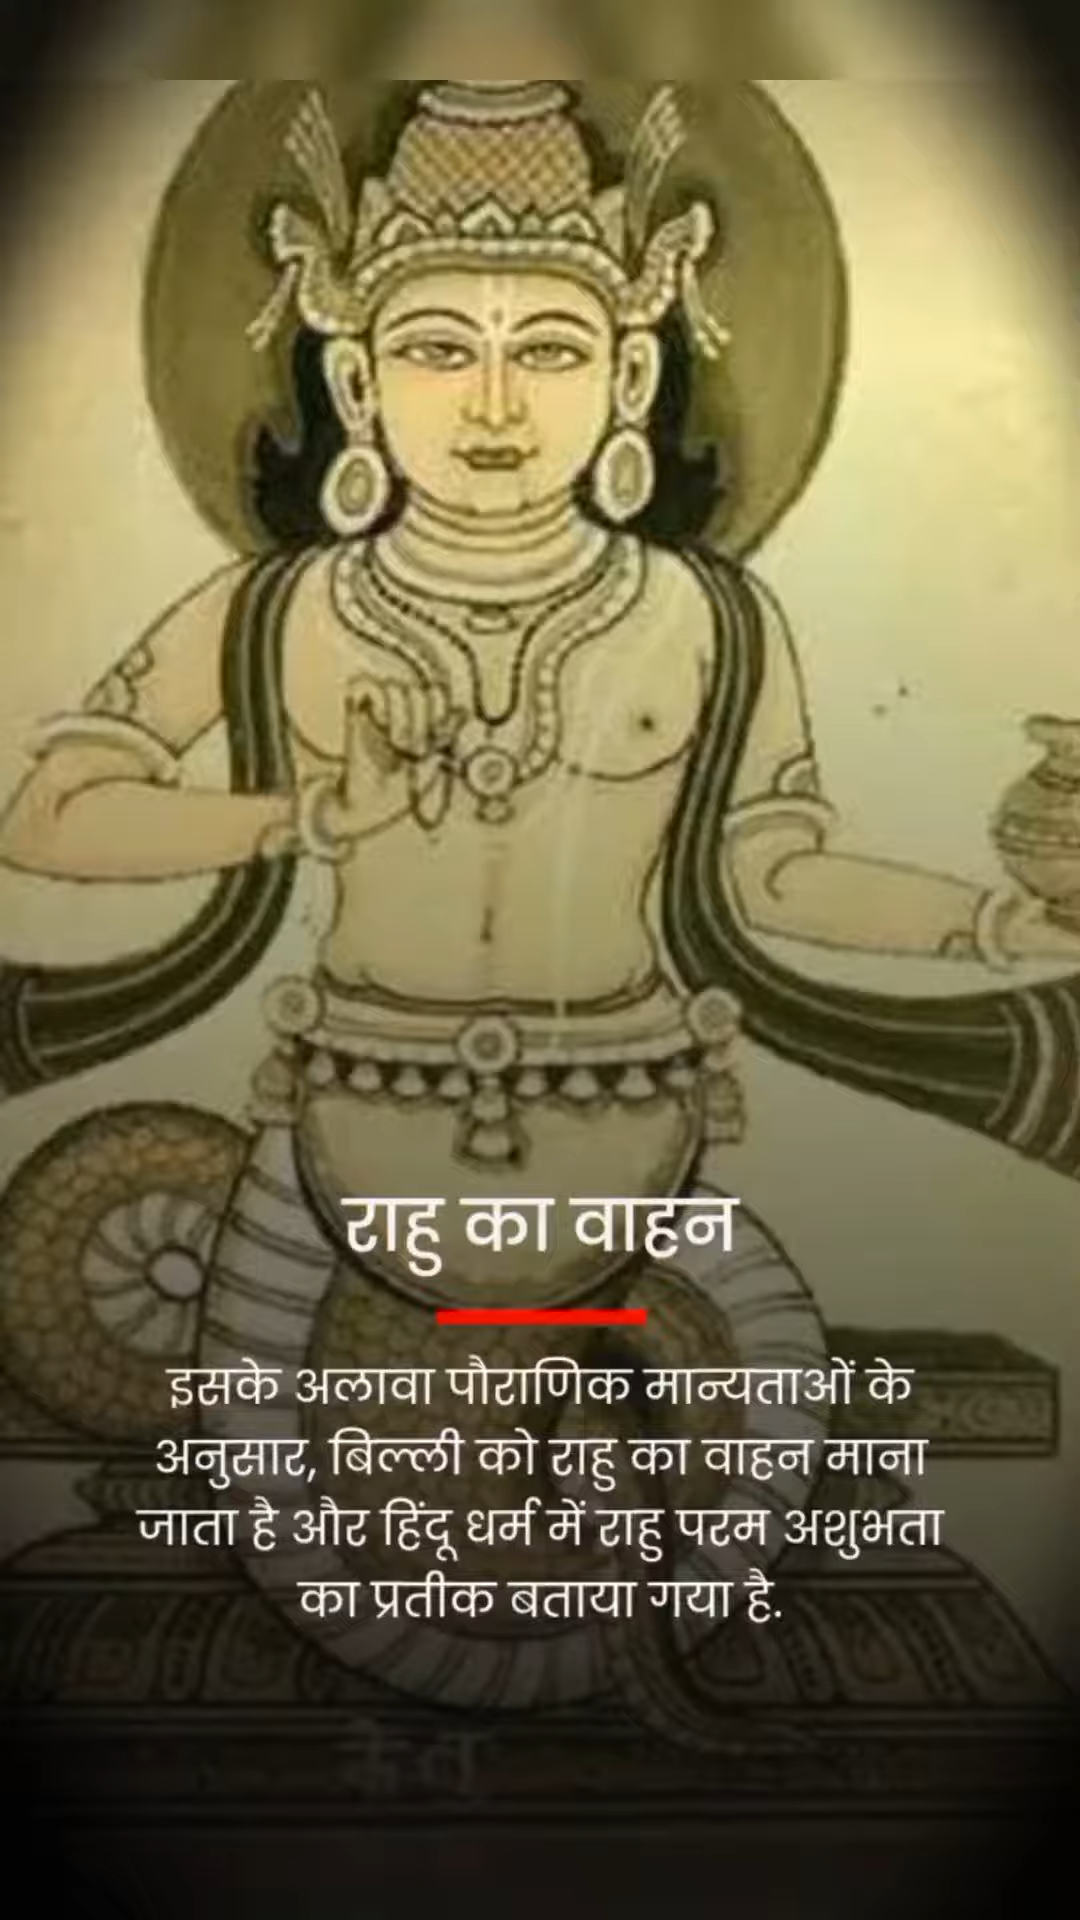 राहु का वाहन
इसके अलावा पौराणिक मान्यताओं के
अनुसार, बिल्ली को राहु का वाहन माना
जाता है और हिंदू धर्म में राहु परम अशुभता
का प्रतीक बताया गया है.
केतु